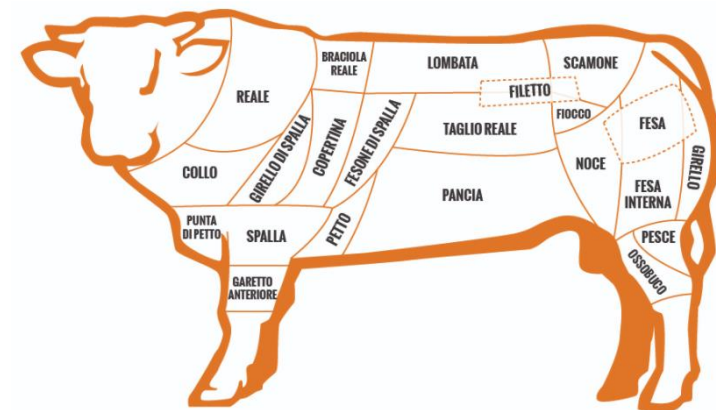 BRACIOLA
REALE
LOMBATA
SCAMONE
REALE
FILETTO
FIOCCO
FESA
TAGLIO REALE
GIRELLO DI SPALLA
COPERTINA
FESONE DI SPALLA
COLLO
NOCE
GIRELLO
PANCIA
FESA
INTERNA
PUNTA
DI PETTO
SPALLA
PETTO
PESCE
OSSOBUCO
GARETTO
ANTERIORE